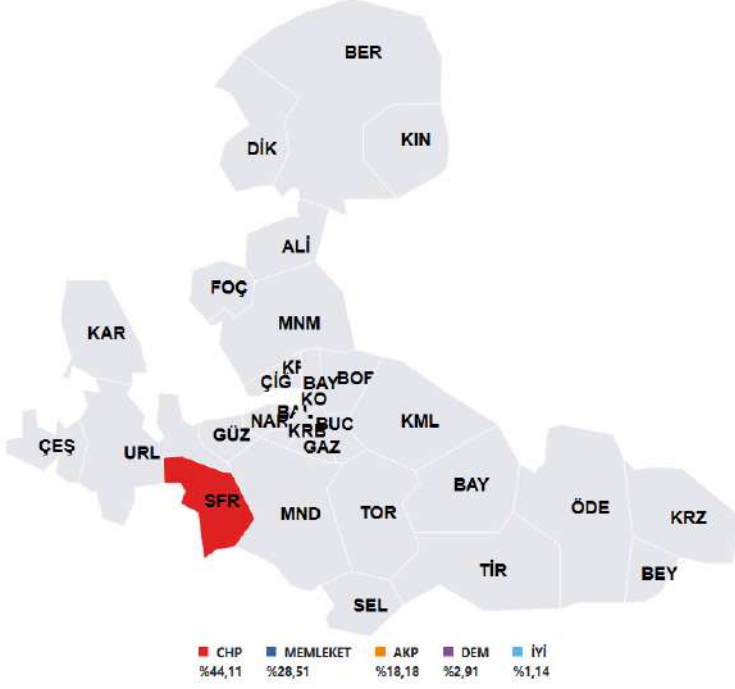 BER
DİK
KIN
ALİ
FOÇ
MNM
KAR
ÇİĞ
BAY
BOF
KO
NAR
KRB
BUC
KML
GÜZ
GAZ
ÇEŞ
URL
BAY
SFR
MND
TOR
ÖDE
KRZ
TİR
BEY
SEL
CHP MEMLEKET AKP DEM İYİ
%44,11 %28,51 %18,18 %2,91 %1,14